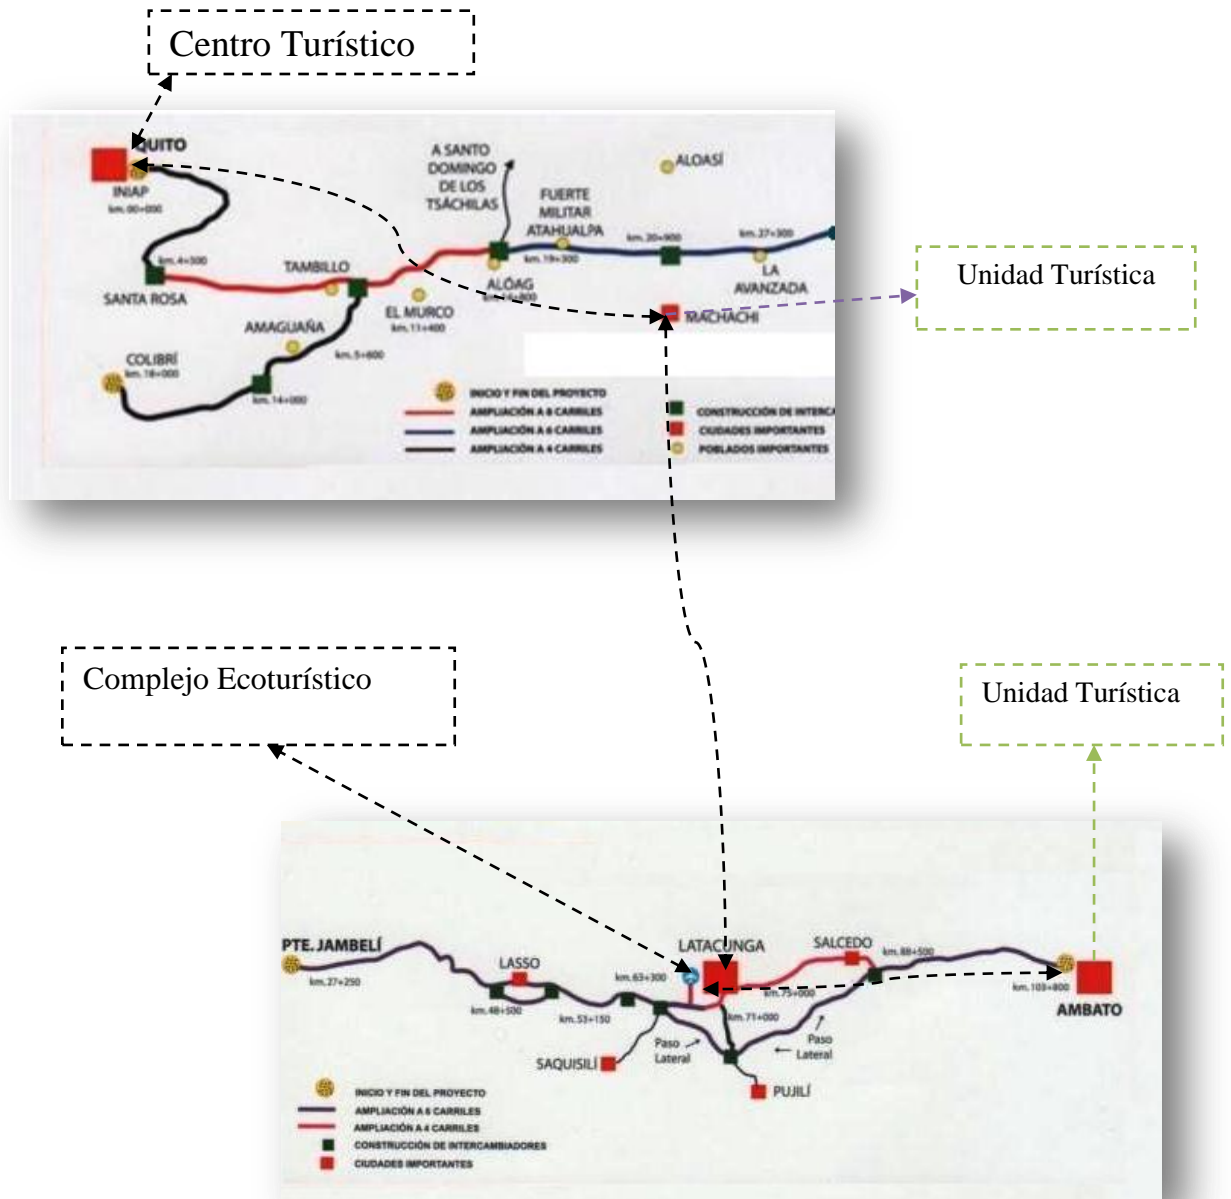 Centro Turístico
QUITO
INIAP
km. 00+000
A SANTO
DOMINGO
DE LOS
TSÁCHILAS
ALOASÍ
FUERTE
MILITAR
ATAHUALPA
km. 19+300
km. 20+900
km. 27+300
LA
AVANZADA
km. 4+500
SANTA ROSA
TAMBILLO
ALÓAG
EL MURCO
km. 11+400
MACHACHI
Unidad Turística
AMAGUAÑA
km. 5+600
COLIBRÍ
km. 18+000
km. 14+000
INICIO Y FIN DEL PROYECTO
AMPLIACIÓN A 8 CARRILES
AMPLIACIÓN A 6 CARRILES
AMPLIACIÓN A 4 CARRILES
CONSTRUCCIÓN DE INTERCA
CIUDADES IMPORTANTES
POBLADOS IMPORTANTES
Complejo Ecoturístico
Unidad Turística
PTE. JAMBELÍ
km. 27+250
LASSO
km. 48+500
km. 53+150
km. 63+300
LATACUNGA
SALCEDO
km. 88+500
km. 75+000
km. 71+000
km. 103+800
AMBATO
Paso
Lateral
Paso
Lateral
SAQUISILÍ
PUJILÍ
INICIO Y FIN DEL PROYECTO
AMPLIACIÓN A 6 CARRILES
AMPLIACIÓN A 4 CARRILES
CONSTRUCCIÓN DE INTERCAMBIADORES
CIUDADES IMPORTANTES